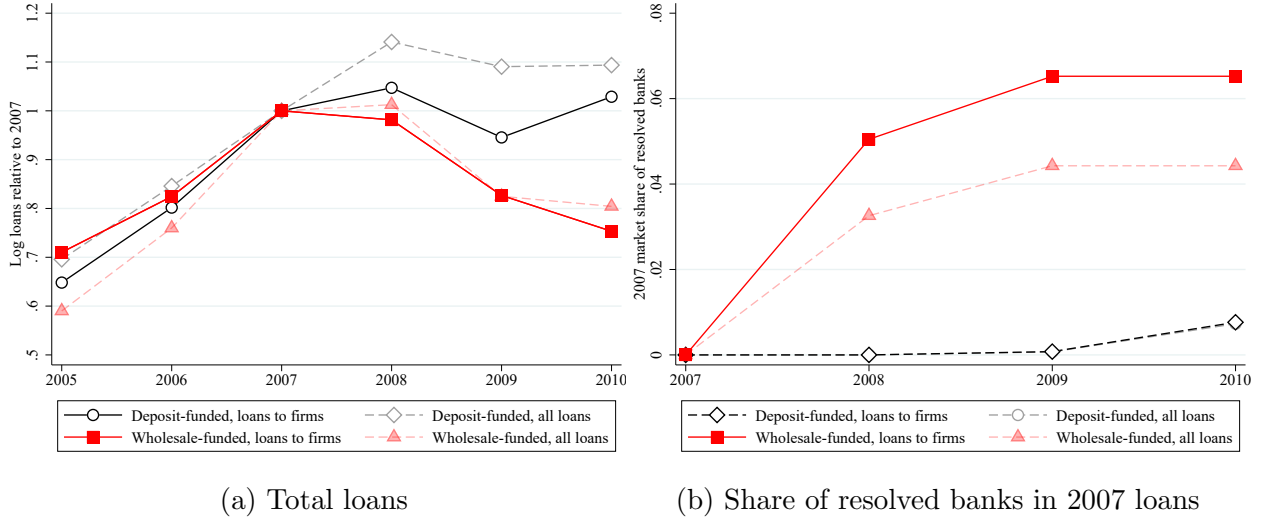 Log loans relative to 2007
.5
.6
.7
.8
.9
1
1.1
1.2
2005
2006
2007
2008
2009
2010
Deposit-funded, loans to firms
Deposit-funded, all loans
Wholesale-funded, loans to firms
Wholesale-funded, all loans
(a) Total loans
2007 market share of resolved banks
0
.02
.04
.06
.08
2007
2008
2009
2010
Deposit-funded, loans to firms
Deposit-funded, all loans
Wholesale-funded, loans to firms
Wholesale-funded, all loans
(b) Share of resolved banks in 2007 loans